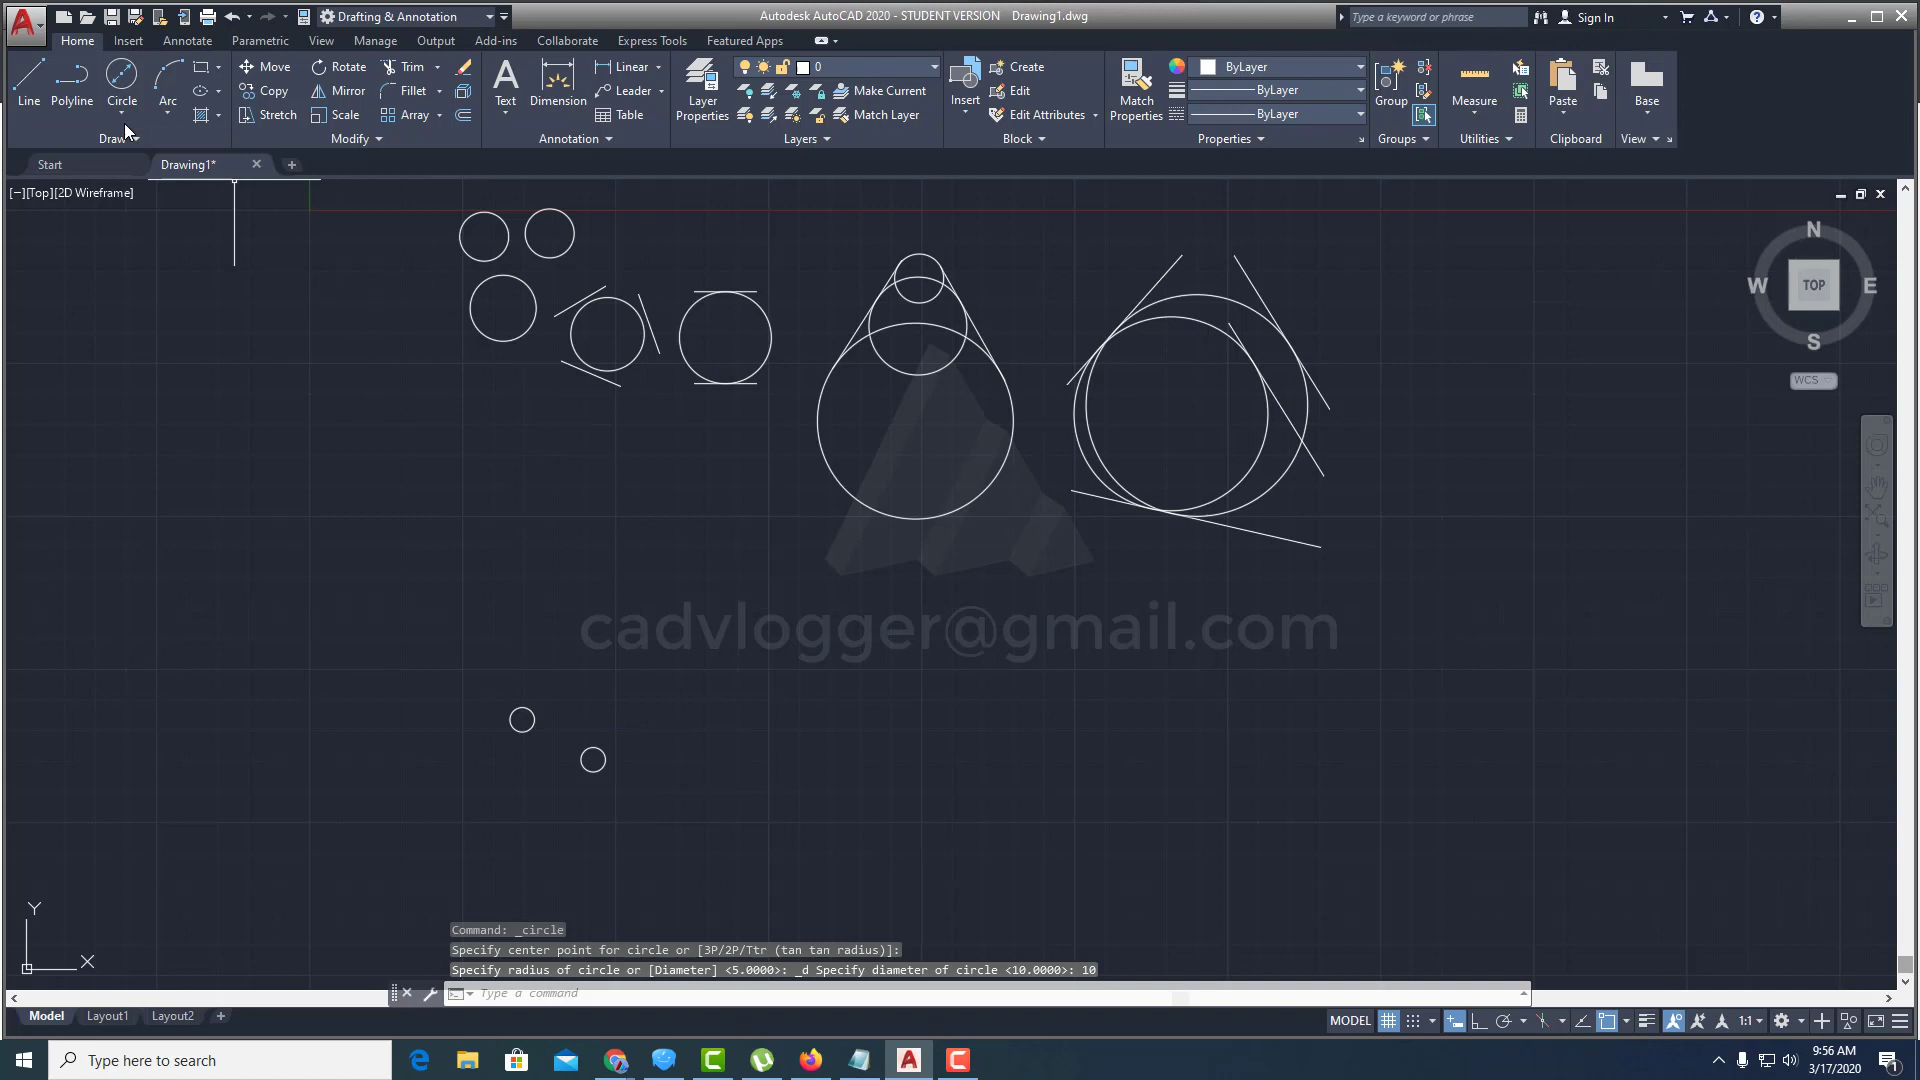 Drafting & Annotation
Autodesk AutoCAD 2020 - STUDENT VERSION Drawing1.dwg
Type a keyword or phrase
Sign In
Home Insert Annotate Parametric View Manage Output Add-ins Collaborate Express Tools Featured Apps
Line Polyline Circle Arc
Move Rotate Trim
Copy Mirror Fillet
Stretch Scale Array
Text Dimension
Linear
Leader
Table
Layer Properties
0
Make Current
Match Layer
Insert
Create
Edit
Edit Attributes
Match Properties
ByLayer
ByLayer
ByLayer
Group
Measure
Paste
Base
Draw Modify Annotation Layers Block Properties Groups Utilities Clipboard View
Start Drawing1*
[−][Top][2D Wireframe]
N
W TOP E
S
WCS
cadvlogger@gmail.com
Y
X
Command: _circle
Specify center point for circle or [3P/2P/Ttr (tan tan radius)]:
Specify radius of circle or [Diameter] <5.0000>: _d Specify diameter of circle <10.0000>: 10
Type a command
Model Layout1 Layout2
MODEL 1:1
Type here to search
9:56 AM
3/17/2020
1